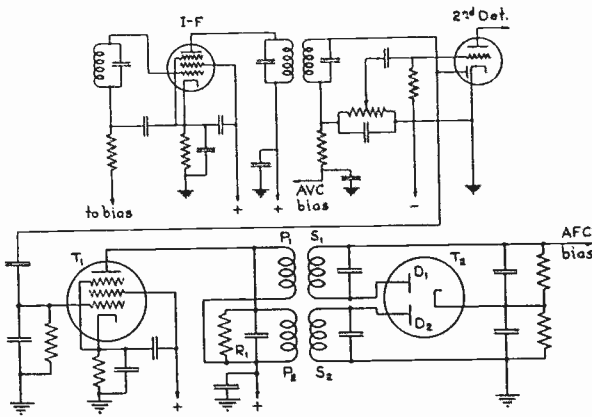 I-F
2nd Det.
to bias
+
+
AVC
bias
-
AFC
bias
T1
P1
S1
D1
T2
D2
R1
P2
S2
+
+